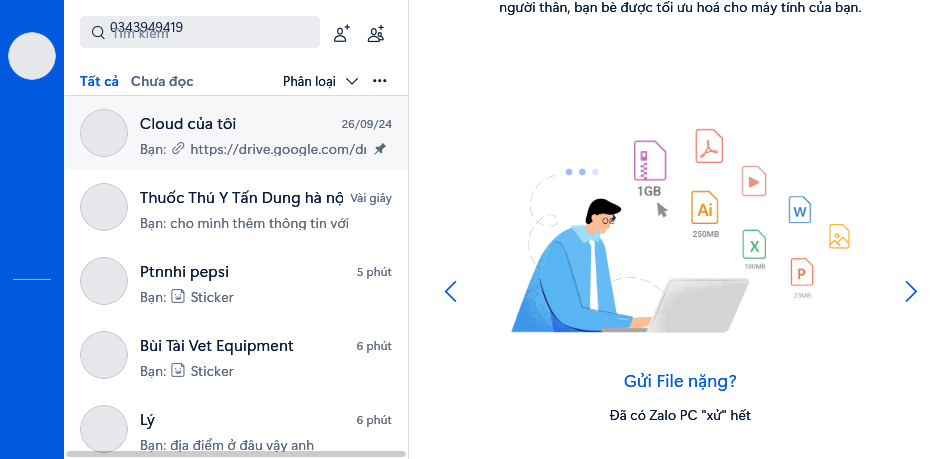 người thân, bạn bè được tối ưu hoá cho máy tính của bạn.
0343949419
Tìm kiếm
Tất cả
Chưa đọc
Phân loại
Cloud của tôi
26/09/24
Bạn: https://drive.google.com/dr
Thuốc Thú Y Tấn Dung hà nộ
Vài giây
Bạn: cho mình thêm thông tin với
Ptnnhi pepsi
5 phút
Bạn: Sticker
Bùi Tài Vet Equipment
6 phút
Bạn: Sticker
Lý
6 phút
Bạn: địa điểm ở đâu vậy anh
1GB
Ai
250MB
W
X
100MB
P
25MB
Gửi File nặng?
Đã có Zalo PC "xử" hết